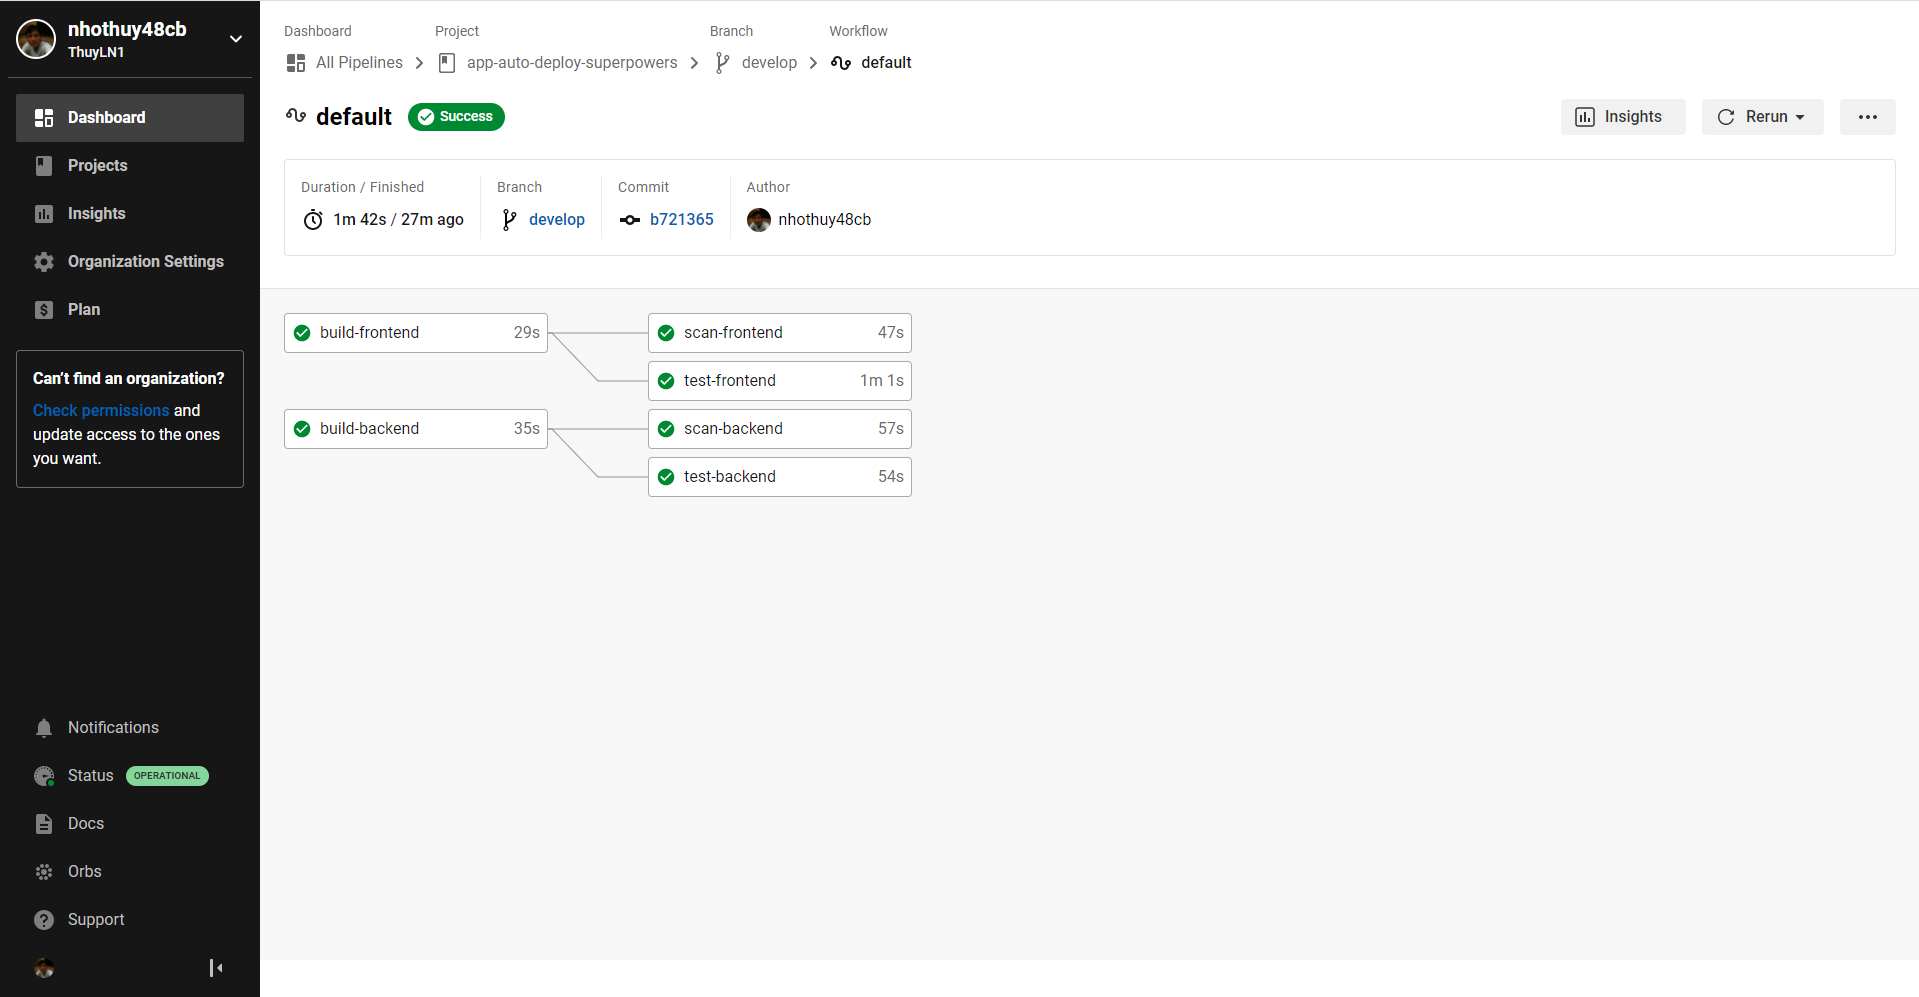 nhothuy48cb
ThuyLN1
Dashboard
Projects
Insights
Organization Settings
Plan
Can't find an organization?
Check permissions and
update access to the ones
you want.
Notifications
Status OPERATIONAL
Docs
Orbs
Support
Dashboard Project Branch Workflow
All Pipelines app-auto-deploy-superpowers develop default
default Success Insights Rerun
Duration / Finished Branch Commit Author
1m 42s / 27m ago develop b721365 nhothuy48cb
build-frontend 29s scan-frontend 47s
test-frontend 1m 1s
build-backend 35s scan-backend 57s
test-backend 54s